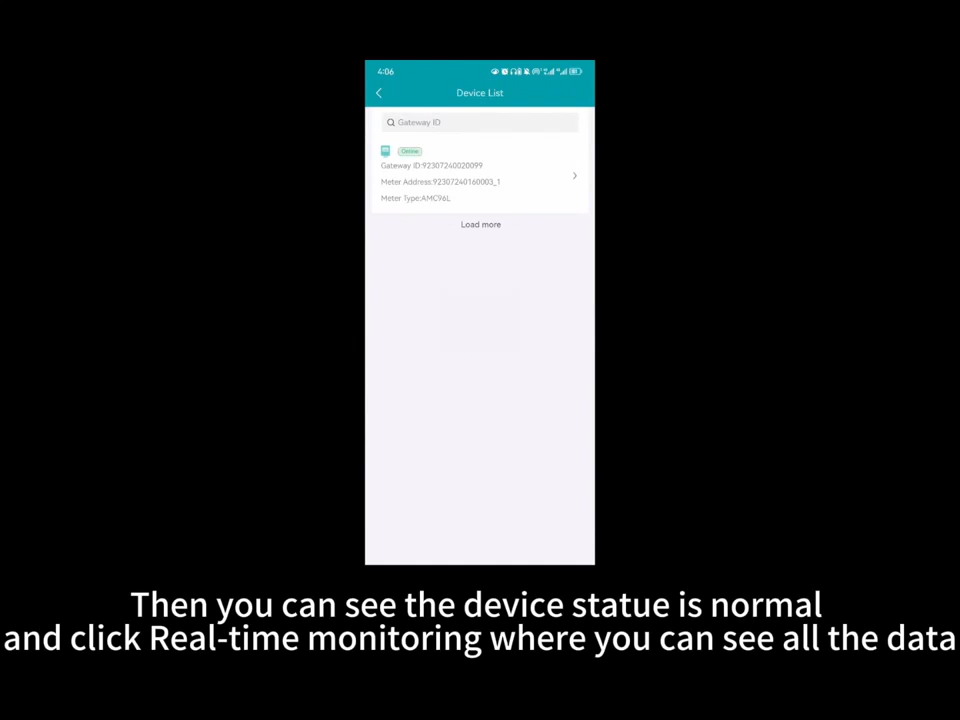 4:06
Device List
Gateway ID
Online
Gateway ID:92307240020099
Meter Address:92307240160003_1
Meter Type:AMC96L
Load more
Then you can see the device statue is normal
and click Real-time monitoring where you can see all the data